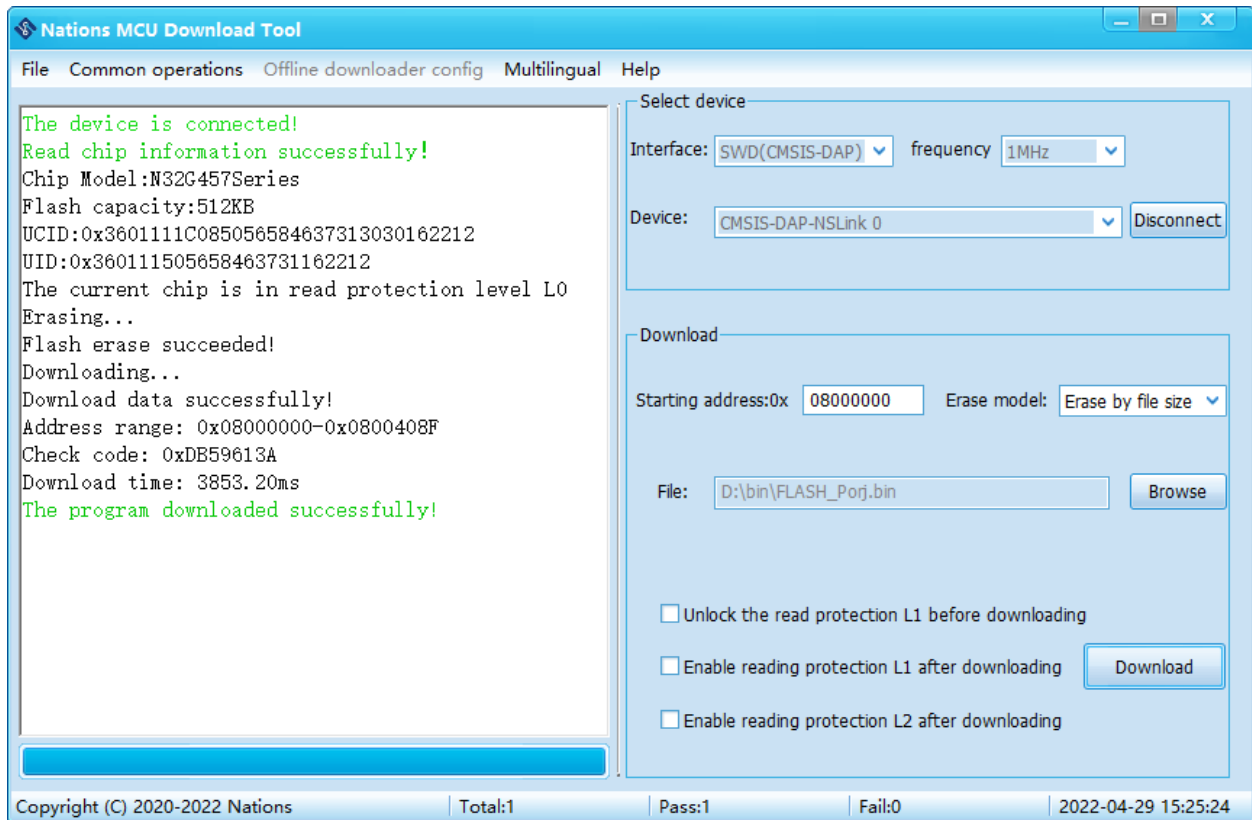 Nations MCU Download Tool
File Common operations Offline downloader config Multilingual Help
The device is connected!
Read chip information successfully!
Chip Model:N32G457Series
Flash capacity:512KB
UCID:0x3601111C085056584637313030162212
UID:0x360111505658463731162212
The current chip is in read protection level L0
Erasing...
Flash erase succeeded!
Downloading...
Download data successfully!
Address range: 0x08000000-0x0800408F
Check code: 0xDB59613A
Download time: 3853.20ms
The program downloaded successfully!
Select device
Interface: SWD(CMSIS-DAP) frequency 1MHz
Device: CMSIS-DAP-NSLink 0 Disconnect
Download
Starting address:0x 08000000 Erase model: Erase by file size
File: D:\bin\FLASH_Porj.bin Browse
Unlock the read protection L1 before downloading
Enable reading protection L1 after downloading Download
Enable reading protection L2 after downloading
Copyright (C) 2020-2022 Nations Total:1 Pass:1 Fail:0 2022-04-29 15:25:24